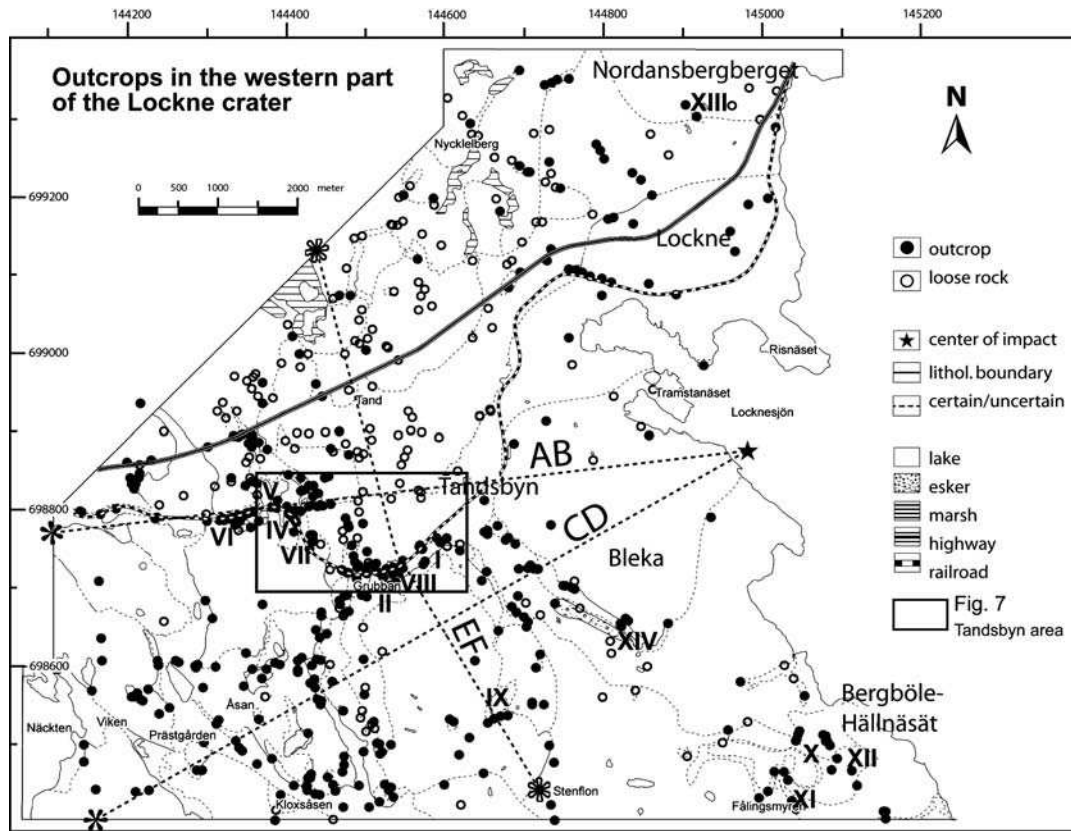 144200 144400 144600 144800 145000 145200
Outcrops in the western part
of the Lockne crater
Nordansbergberget
XIII
N
Nyckelberg
0 500 1000 2000 meter
699200
Lockne
outcrop
loose rock
699000
Risnäset
center of impact
Tramstanäset
lithol. boundary
Tand
Locknesjön
certain/uncertain
AB
Tandsbyn
lake
esker
V
CD
marsh
698800
highway
VI
IV
VII
Bleka
I
railroad
Grubban
VIII
II
Fig. 7
Tandsbyn area
EF
XIV
698600
IX
Bergböle-
Hällnäsät
Åsan
Näckten
Viken
Prästgården
X
XII
Stenflon
XI
Kloxsåsen
Fålingsmyren